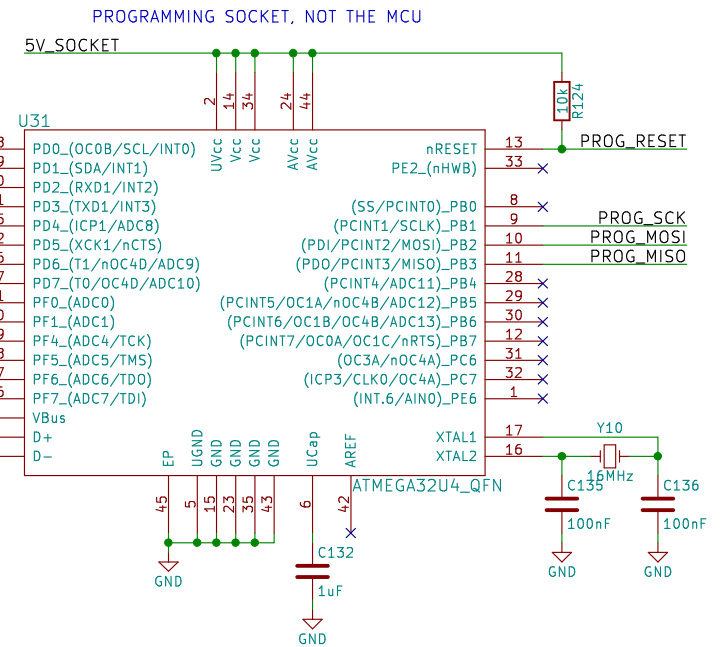 PROGRAMMING SOCKET, NOT THE MCU
5V_SOCKET
2
14
34
24
44
10k
R124
U31
UVcc
Vcc
Vcc
AVcc
AVcc
PD0_(OC0B/SCL/INT0)
PD1_(SDA/INT1)
PD2_(RXD1/INT2)
PD3_(TXD1/INT3)
PD4_(ICP1/ADC8)
PD5_(XCK1/nCTS)
PD6_(T1/nOC4D/ADC9)
PD7_(T0/OC4D/ADC10)
PF0_(ADC0)
PF1_(ADC1)
PF4_(ADC4/TCK)
PF5_(ADC5/TMS)
PF6_(ADC6/TDO)
PF7_(ADC7/TDI)
VBus
D+
D-
nRESET 13 PROG_RESET
PE2_(nHWB) 33
(SS/PCINT0)_PB0 8
(PCINT1/SCLK)_PB1 9 PROG_SCK
(PDI/PCINT2/MOSI)_PB2 10 PROG_MOSI
(PDO/PCINT3/MISO)_PB3 11 PROG_MISO
(PCINT4/ADC11)_PB4 28
(PCINT5/OC1A/nOC4B/ADC12)_PB5 29
(PCINT6/OC1B/OC4B/ADC13)_PB6 30
(PCINT7/OC0A/OC1C/nRTS)_PB7 12
(OC3A/nOC4A)_PC6 31
(ICP3/CLK0/OC4A)_PC7 32
(INT.6/AIN0)_PE6 1
XTAL1 17
XTAL2 16
Y10
16MHz
EP
UGND
GND
GND
GND
GND
UCap
AREF
ATMEGA32U4_QFN
45
5
15
23
35
43
6
42
C135
100nF
GND
C136
100nF
GND
GND
C132
1uF
GND